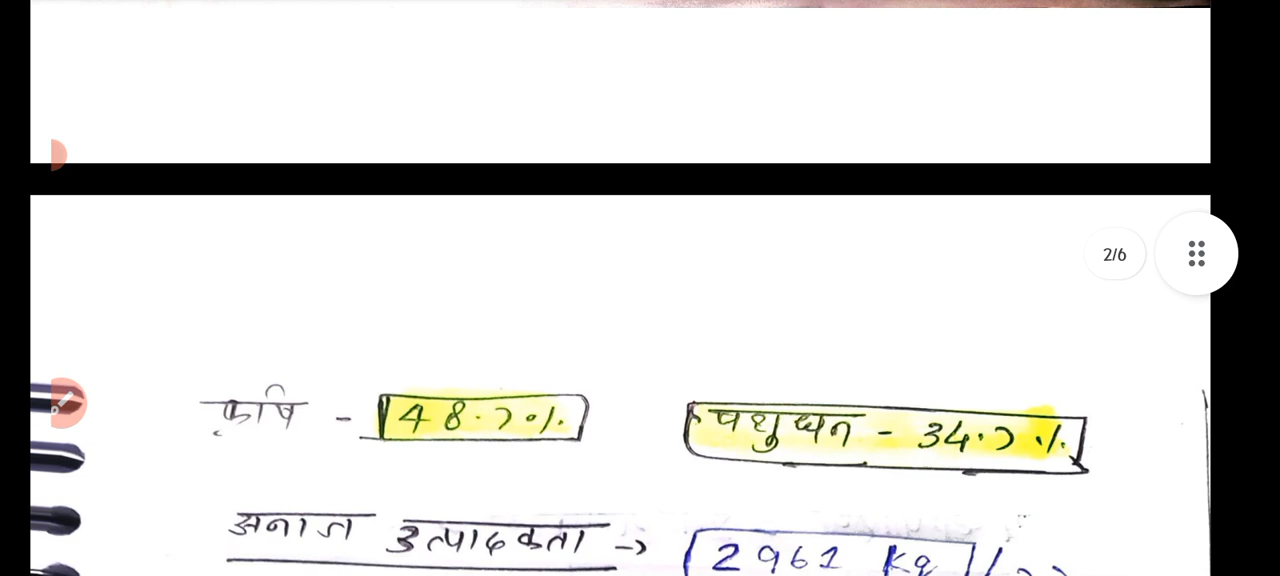 2/6
कृषि - 48.7% पशुधन - 34.7%
अनाज उत्पादकता → 2961 Kg/